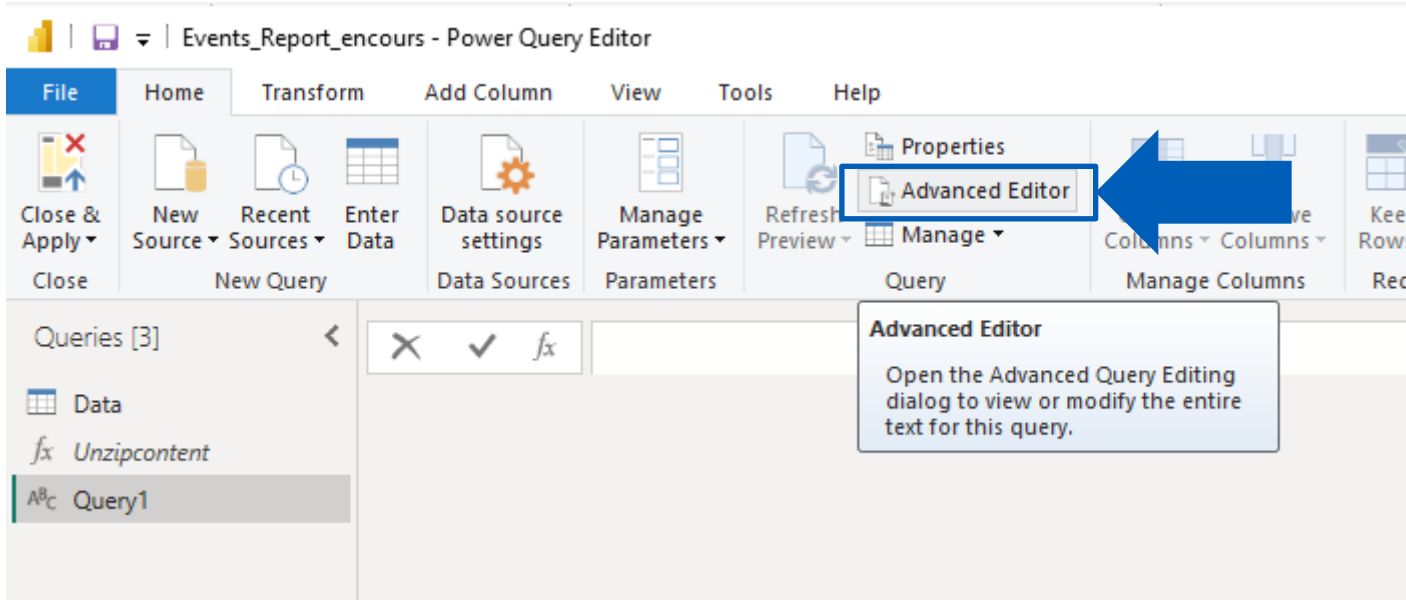 Events_Report_encours - Power Query Editor
File Home Transform Add Column View Tools Help
Close & Apply
New Source
Recent Sources
Enter Data
Data source settings
Manage Parameters
Refresh Preview
Properties
Advanced Editor
Manage
Columns
Columns
Close
New Query
Data Sources
Parameters
Query
Manage Columns
Queries [3]
fx
Advanced Editor
Open the Advanced Query Editing
dialog to view or modify the entire
text for this query.
Data
fx Unzipcontent
ABC Query1